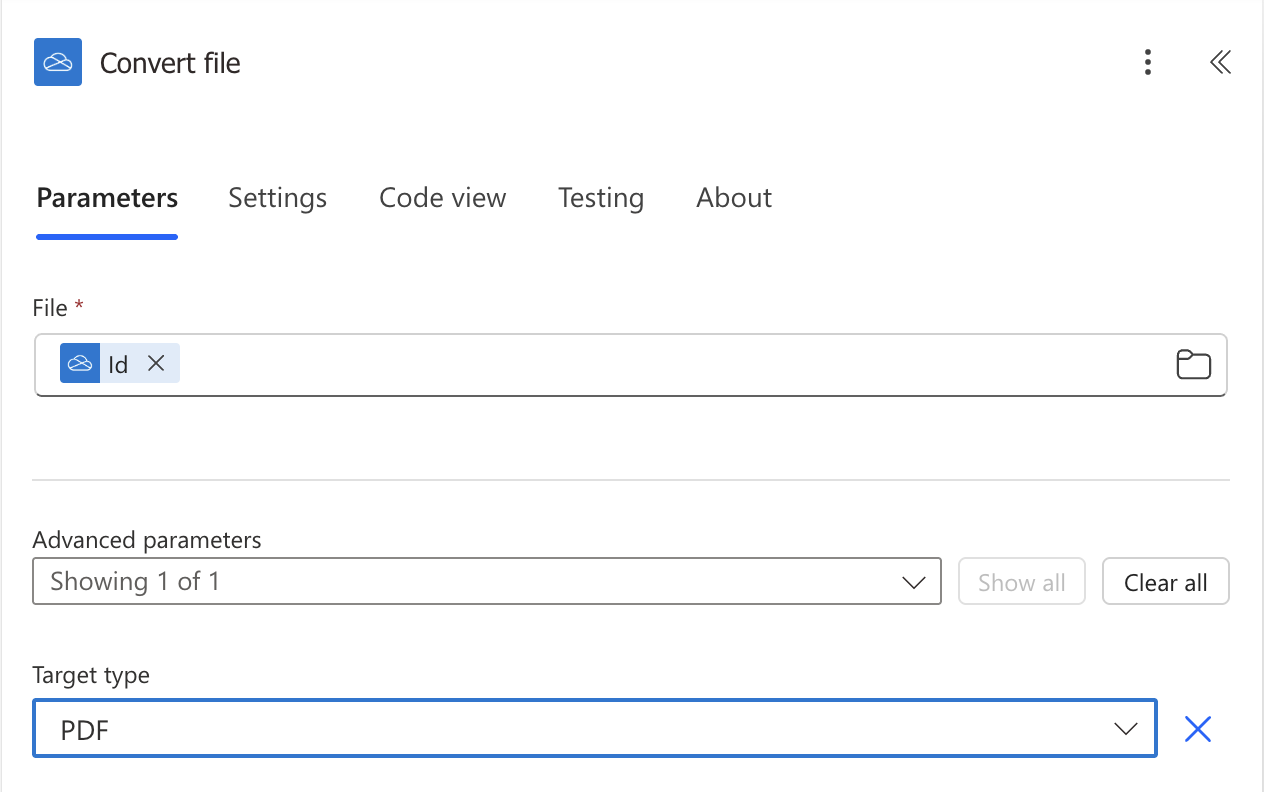 Convert file
Parameters Settings Code view Testing About
File *
Id
Advanced parameters
Showing 1 of 1 Show all Clear all
Target type
PDF